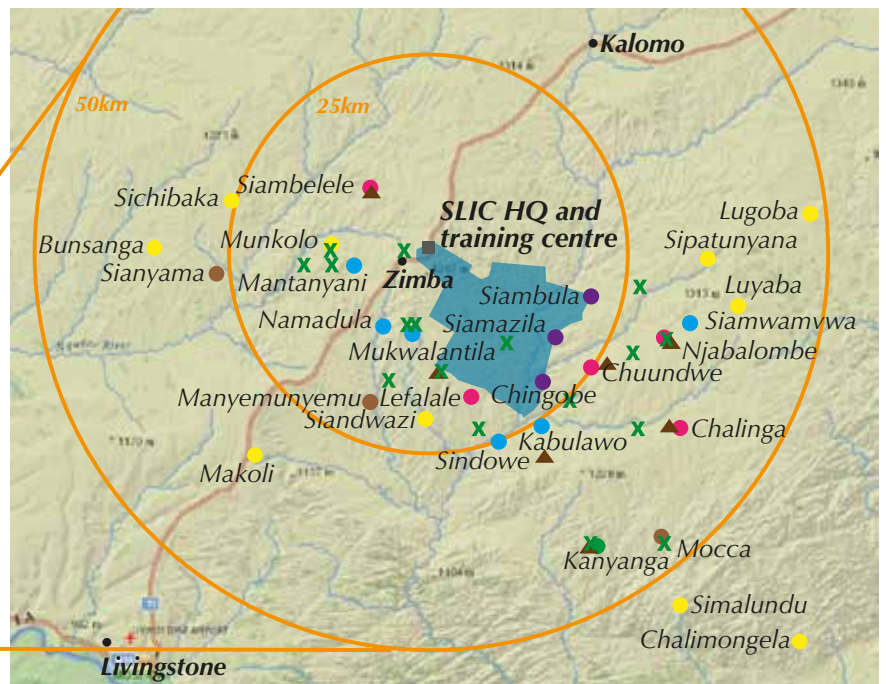 Kalomo
50km
25km
1314
Siambelele
Sichibaka
SLIC HQ and
training centre
Lugoba
Bunsanga
Munkolo
Sipatunyana
Sianyama
Mantanyani
Zimba
Siambula
Luyaba
Namadula
Siamazila
Siamwamvwa
Mukwalantila
Njabalombe
Chuundwe
Manyemunyemu
Lefalale
Chingobe
Siandwazi
Kabulawo
Chalinga
Makoli
Sindowe
Kanyanga
Mocca
Simalundu
Chalimongela
Livingstone